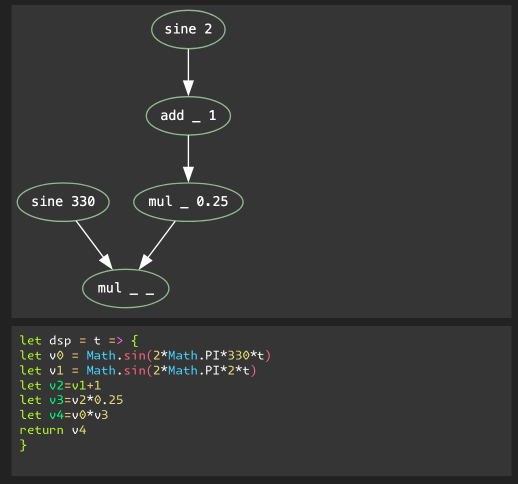 sine 2
add _ 1
sine 330
mul _ 0.25
mul _ _
let dsp = t => {
let v0 = Math.sin(2*Math.PI*330*t)
let v1 = Math.sin(2*Math.PI*2*t)
let v2=v1+1
let v3=v2*0.25
let v4=v0*v3
return v4
}